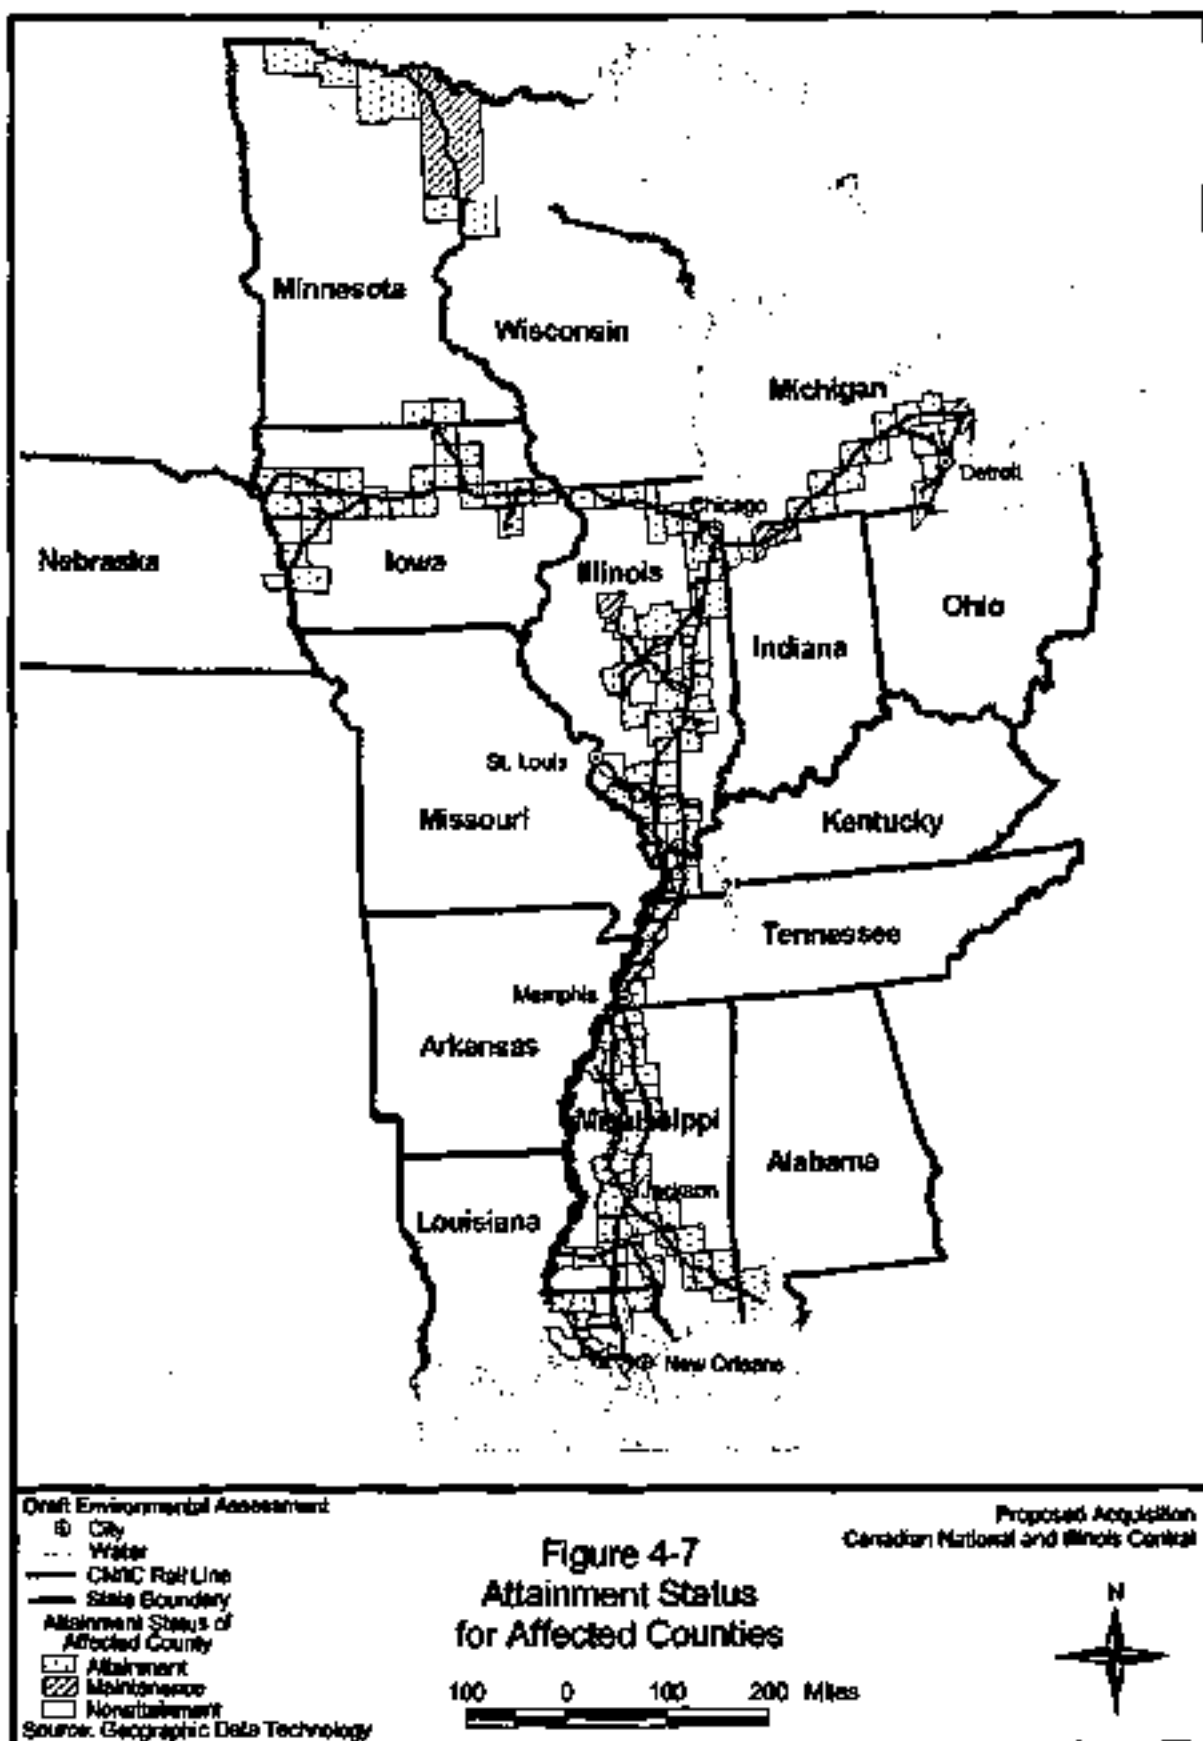 Minnesota
Wisconsin
Michigan
Detroit
Chicago
Nebraska
Iowa
Illinois
Ohio
Indiana
St. Louis
Missouri
Kentucky
Tennessee
Memphis
Arkansas
Mississippi
Alabama
Jackson
Louisiana
New Orleans
Draft Environmental Assessment
City
Water
CN/IC Rail Line
State Boundary
Attainment Status of
Affected County
Attainment
Maintenance
Nonattainment
Source: Geographic Data Technology
Figure 4-7
Attainment Status
for Affected Counties
100 0 100 200 Miles
Proposed Acquisition
Canadian National and Illinois Central
N